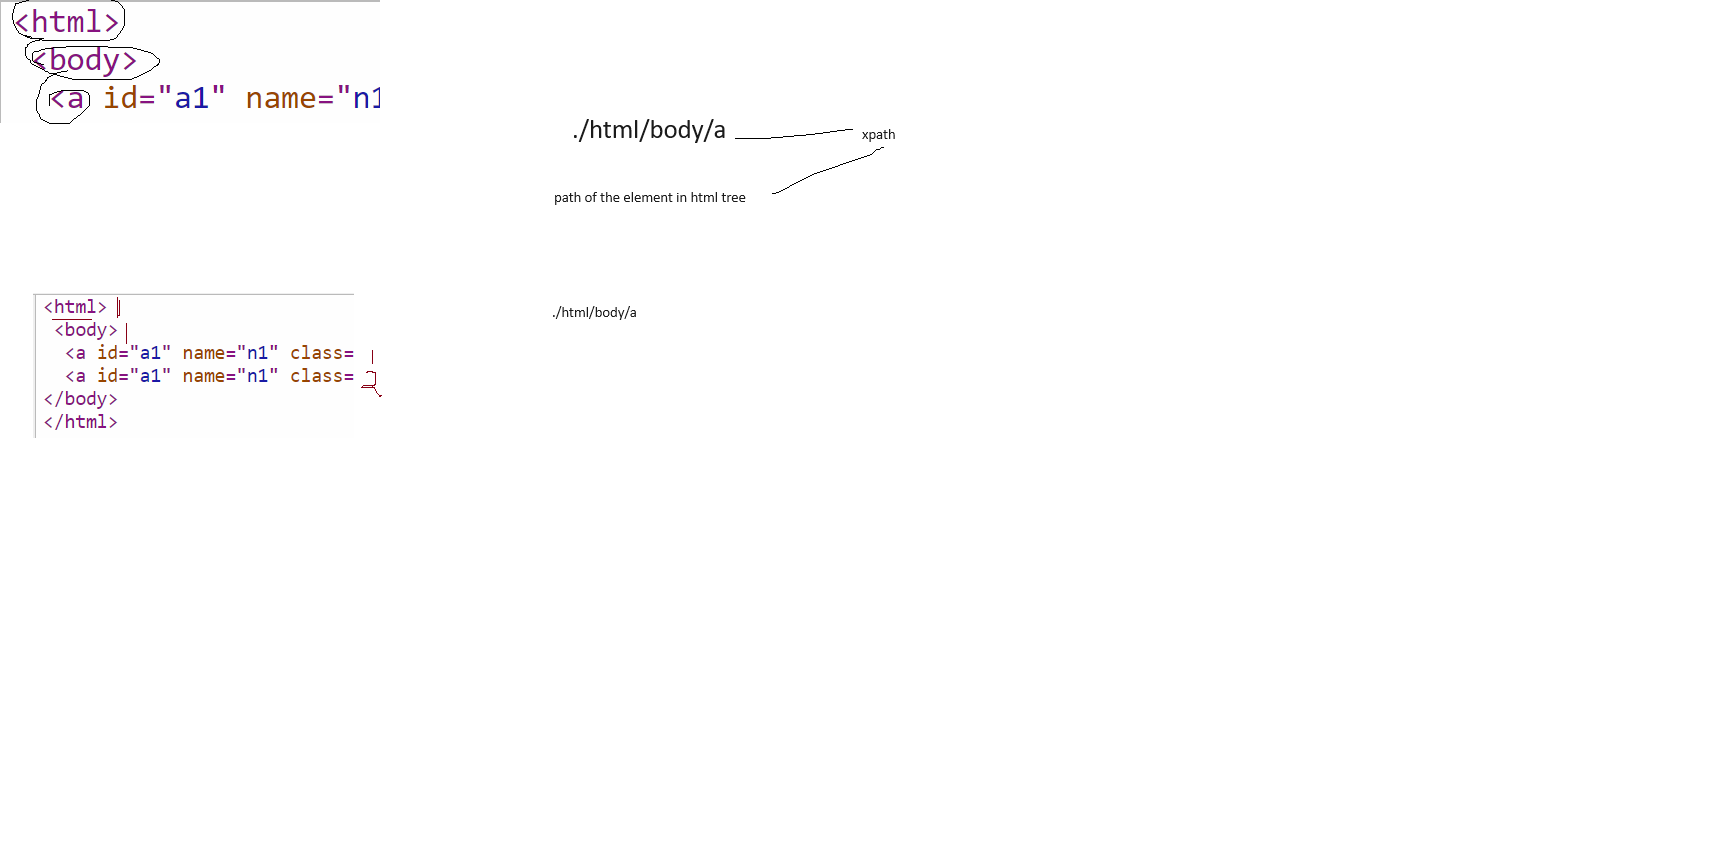 <html>
<body>
<a id="a1" name="n1
./html/body/a
xpath
path of the element in html tree
<html>
<body>
<a id="a1" name="n1" class=
<a id="a1" name="n1" class=
</body>
</html>
./html/body/a